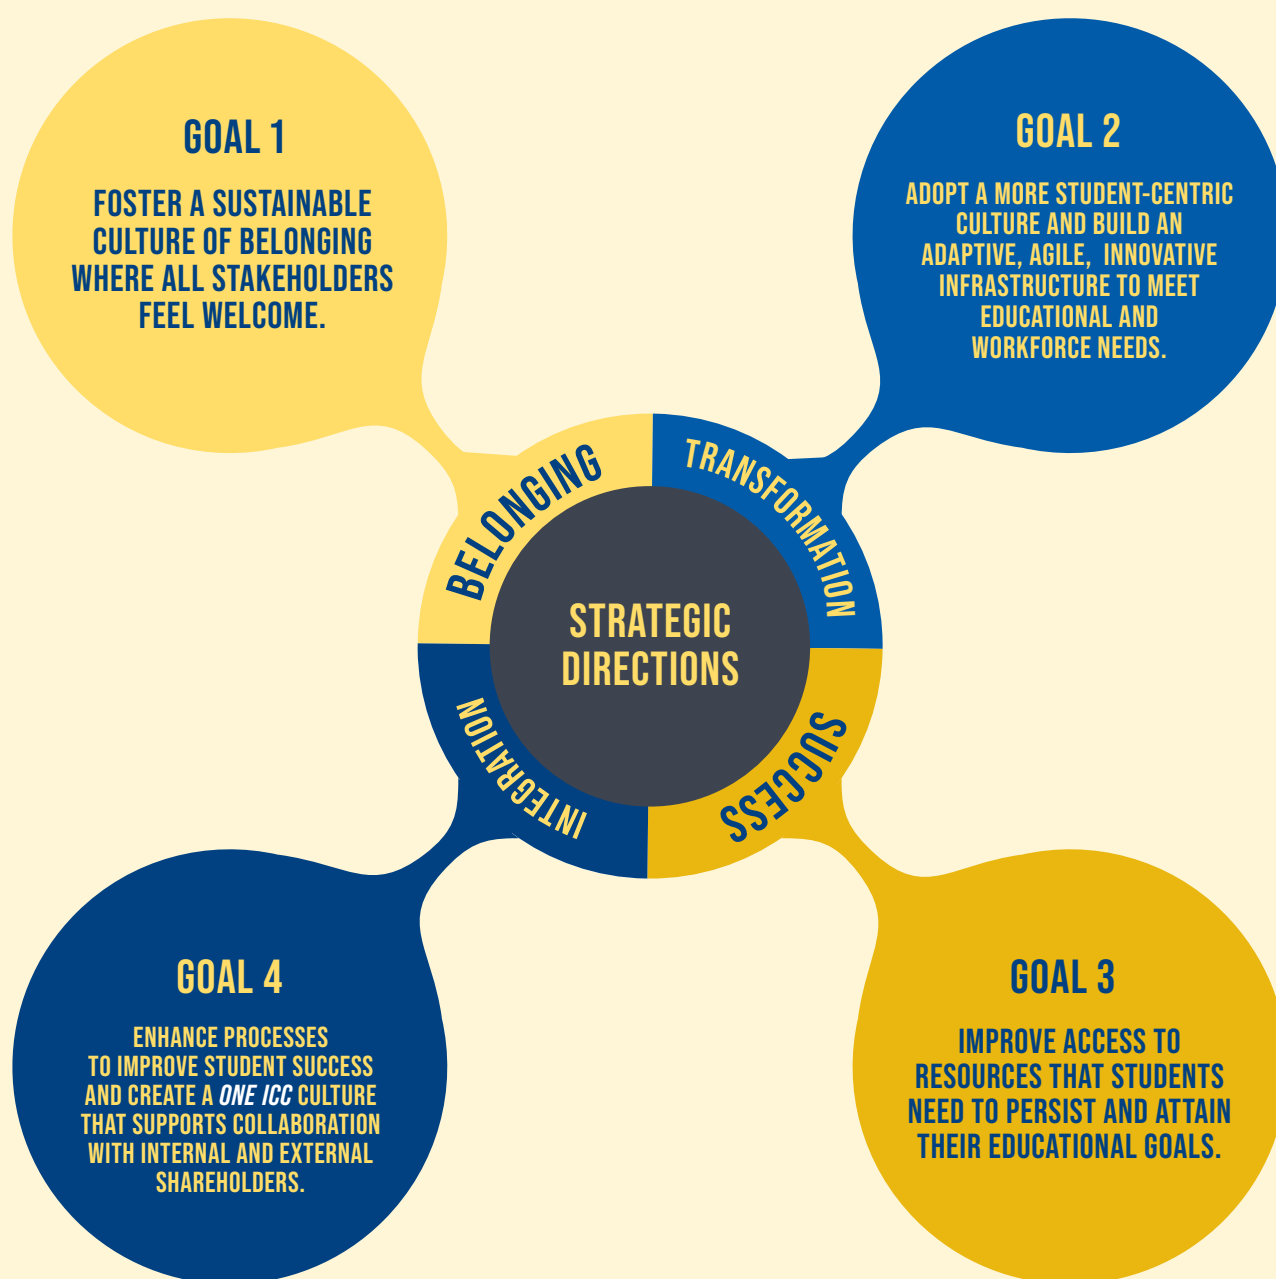 GOAL 1
FOSTER A SUSTAINABLE
CULTURE OF BELONGING
WHERE ALL STAKEHOLDERS
FEEL WELCOME.
GOAL 2
ADOPT A MORE STUDENT-CENTRIC
CULTURE AND BUILD AN
ADAPTIVE, AGILE, INNOVATIVE
INFRASTRUCTURE TO MEET
EDUCATIONAL AND
WORKFORCE NEEDS.
BELONGING
TRANSFORMATION
STRATEGIC
DIRECTIONS
INTEGRATION
SUCCESS
GOAL 4
ENHANCE PROCESSES
TO IMPROVE STUDENT SUCCESS
AND CREATE A ONE ICC CULTURE
THAT SUPPORTS COLLABORATION
WITH INTERNAL AND EXTERNAL
SHAREHOLDERS.
GOAL 3
IMPROVE ACCESS TO
RESOURCES THAT STUDENTS
NEED TO PERSIST AND ATTAIN
THEIR EDUCATIONAL GOALS.